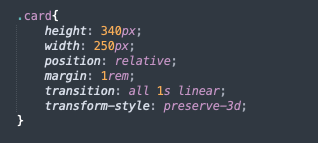 .card{
height: 340px;
width: 250px;
position: relative;
margin: 1rem;
transition: all 1s linear;
transform-style: preserve-3d;
}